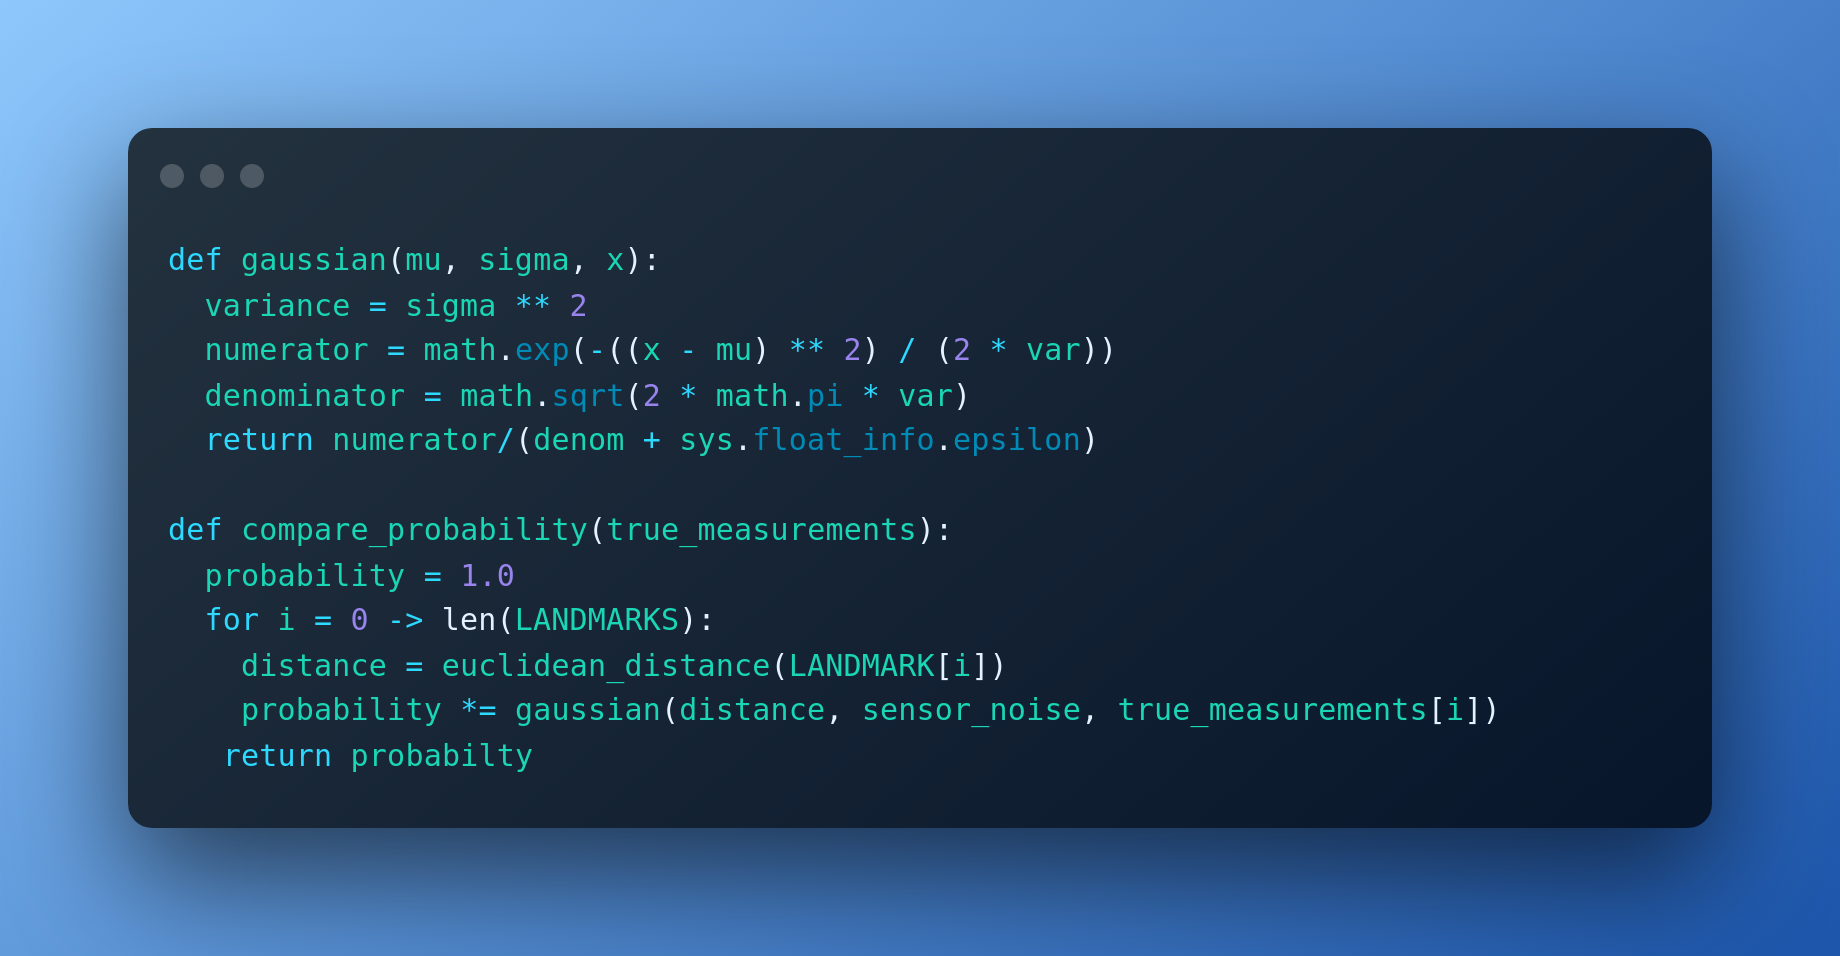 def gaussian(mu, sigma, x):
  variance = sigma ** 2
  numerator = math.exp(-((x - mu) ** 2) / (2 * var))
  denominator = math.sqrt(2 * math.pi * var)
  return numerator/(denom + sys.float_info.epsilon)

def compare_probability(true_measurements):
  probability = 1.0
  for i = 0 -> len(LANDMARKS):
    distance = euclidean_distance(LANDMARK[i])
    probability *= gaussian(distance, sensor_noise, true_measurements[i])
   return probabilty